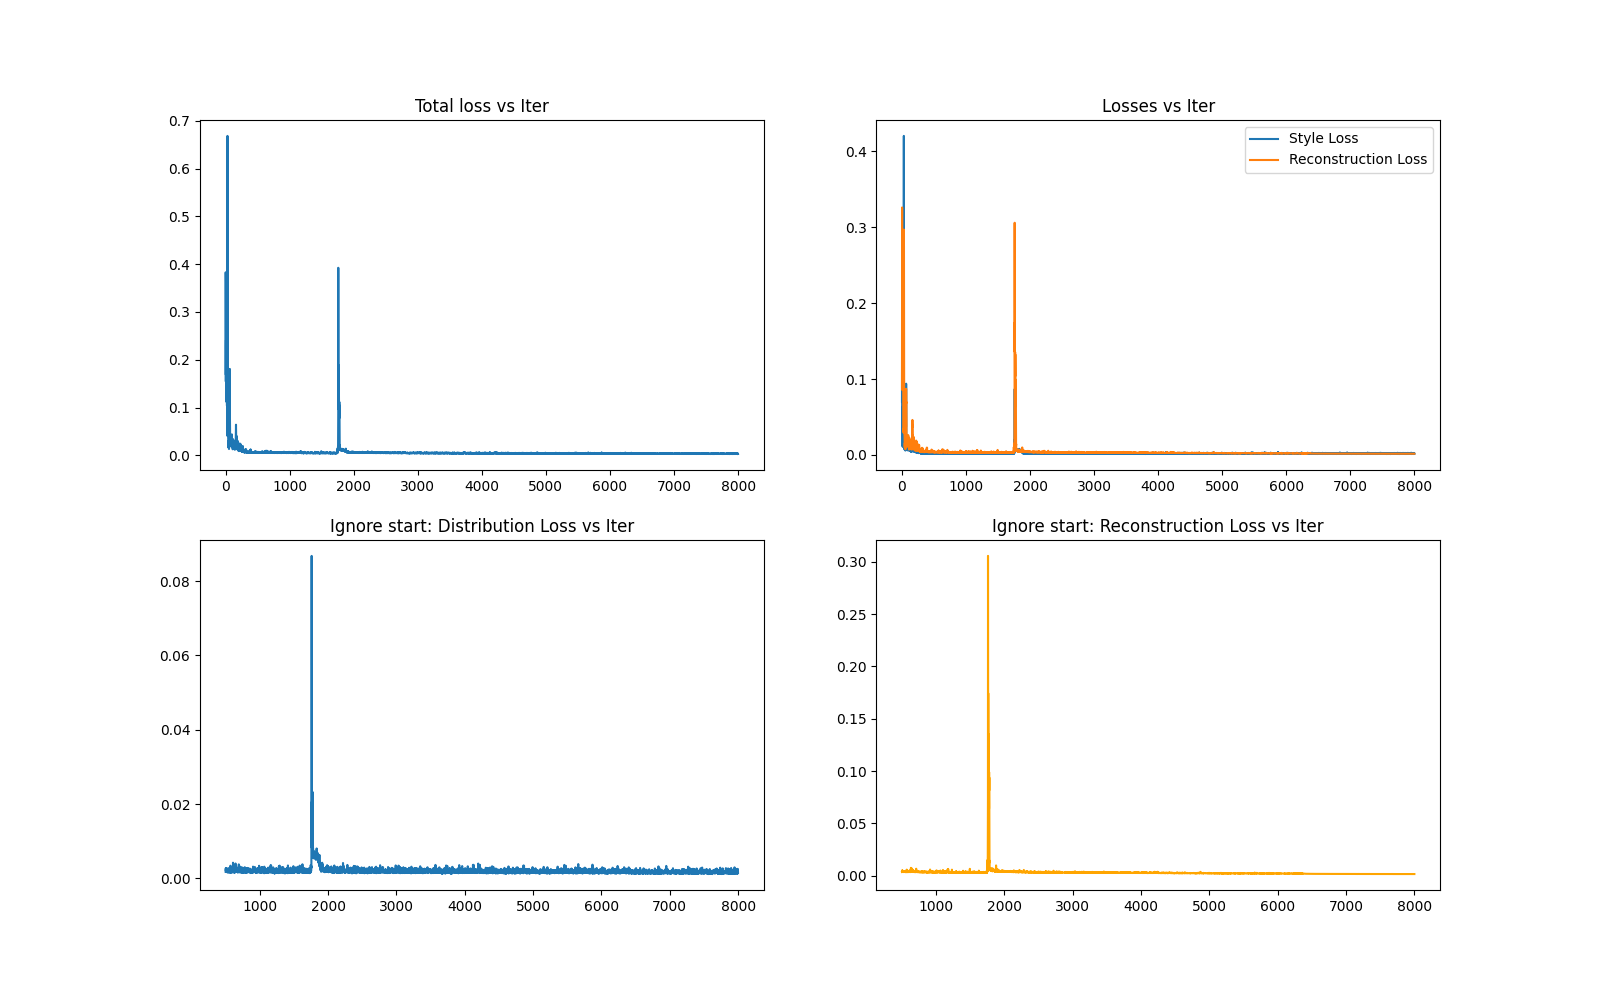 Total loss vs Iter
0.7
0.6
0.5
0.4
0.3
0.2
0.1
0.0
0 1000 2000 3000 4000 5000 6000 7000 8000
Losses vs Iter
Style Loss
Reconstruction Loss
0.4
0.3
0.2
0.1
0.0
0 1000 2000 3000 4000 5000 6000 7000 8000
Ignore start: Distribution Loss vs Iter
0.08
0.06
0.04
0.02
0.00
1000 2000 3000 4000 5000 6000 7000 8000
Ignore start: Reconstruction Loss vs Iter
0.30
0.25
0.20
0.15
0.10
0.05
0.00
1000 2000 3000 4000 5000 6000 7000 8000